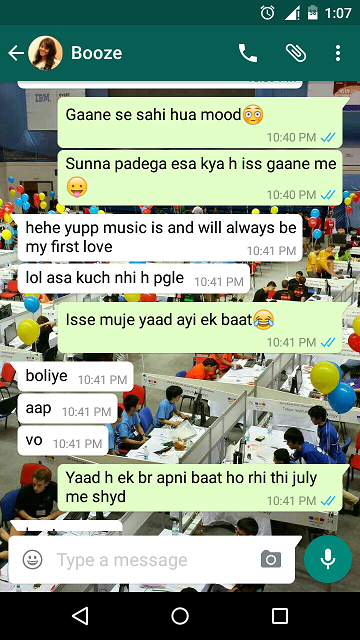 1:07
Booze
IBM
Gaane se sahi hua mood😳
10:40 PM
Sunna padega esa kya h iss gaane me
😛
10:40 PM
hehe yupp music is and will always be
my first love
10:41 PM
lol asa kuch nhi h pgle
10:41 PM
Isse muje yaad ayi ek baat😂
10:41 PM
boliye
10:41 PM
aap
10:41 PM
vo
10:41 PM
Yaad h ek br apni baat ho rhi thi july
me shyd
10:41 PM
Type a message